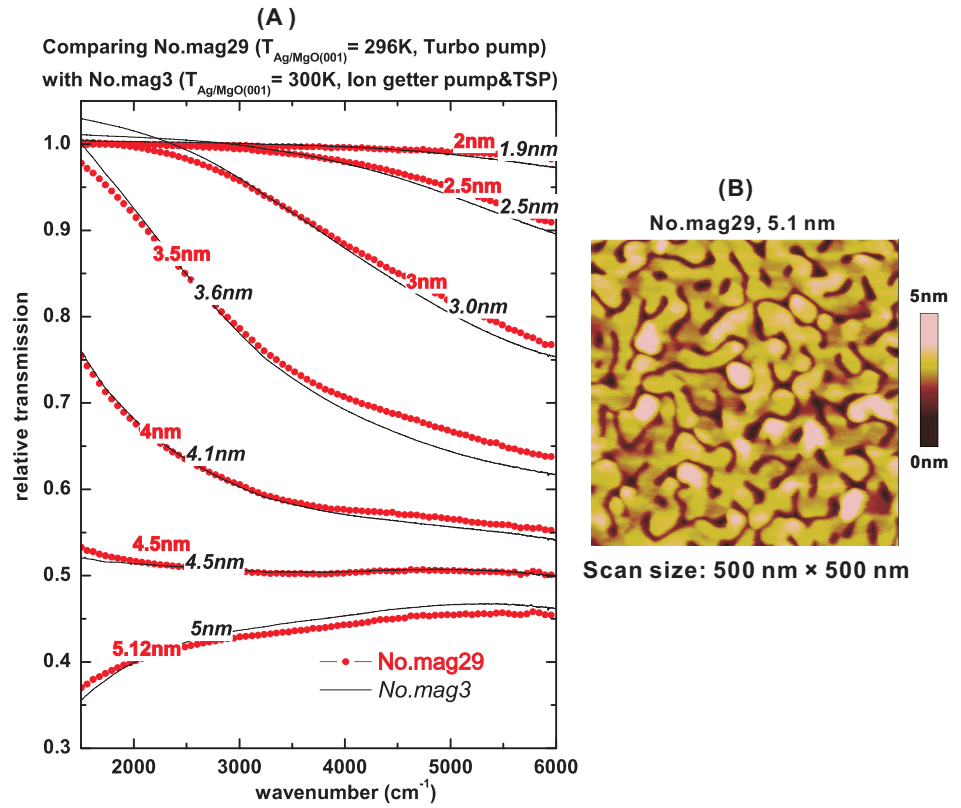 (A)
Comparing No.mag29 (T_Ag/MgO(001) = 296K, Turbo pump)
with No.mag3 (T_Ag/MgO(001) = 300K, Ion getter pump&TSP)
1.0
0.9
0.8
0.7
0.6
0.5
0.4
0.3
relative transmission
2nm
1.9nm
2.5nm
2.5nm
3nm
3.0nm
3.5nm
3.6nm
4nm
4.1nm
4.5nm
4.5nm
5nm
5.12nm
No.mag29
No.mag3
2000 3000 4000 5000 6000
wavenumber (cm⁻¹)
(B)
No.mag29, 5.1 nm
5nm
0nm
Scan size: 500 nm × 500 nm